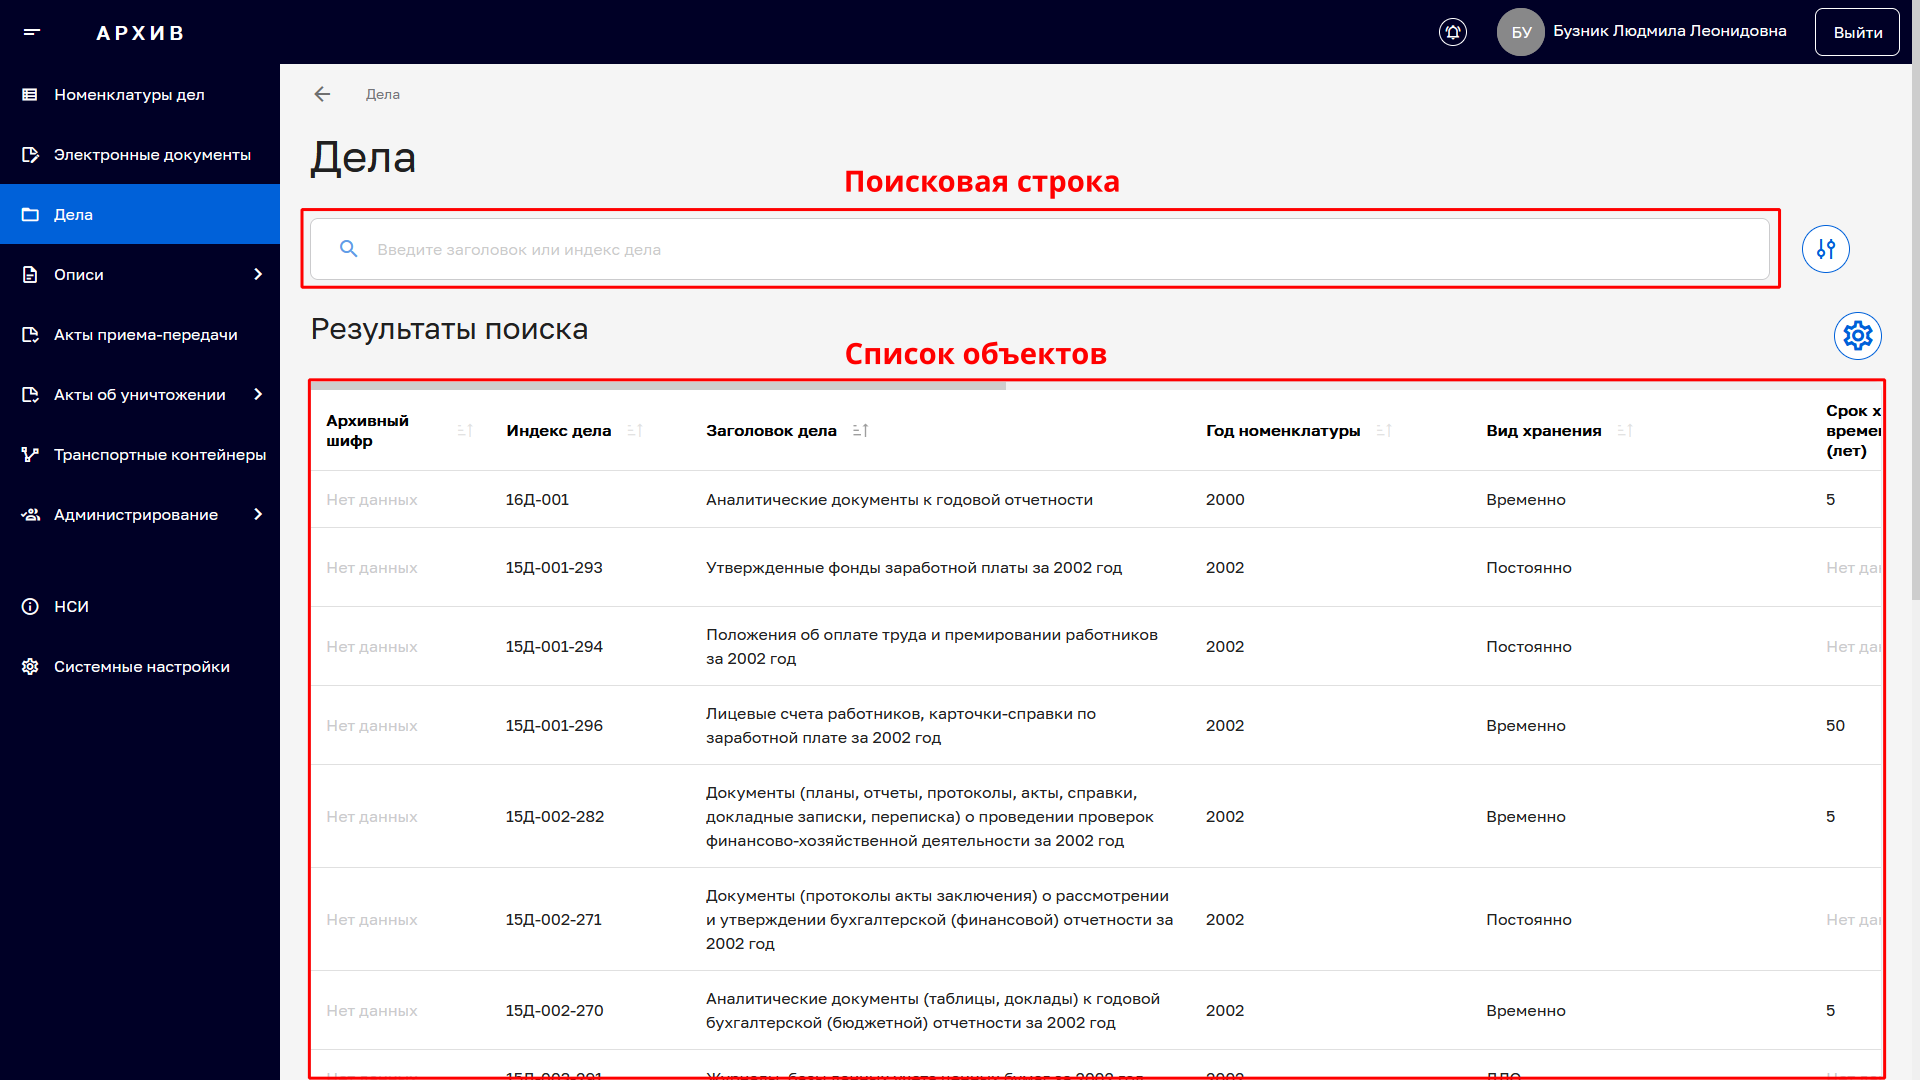 АРХИВ
БУ
Бузник Людмила Леонидовна
Выйти
Номенклатуры дел
Электронные документы
Дела
Описи
Акты приема-передачи
Акты об уничтожении
Транспортные контейнеры
Администрирование
НСИ
Системные настройки
Дела
Дела
Поисковая строка
Введите заголовок или индекс дела
Результаты поиска
Список объектов
Архивный шифр Индекс дела Заголовок дела Год номенклатуры Вид хранения Срок х
времен
(лет)
Нет данных 16Д-001 Аналитические документы к годовой отчетности 2000 Временно 5
Нет данных 15Д-001-293 Утвержденные фонды заработной платы за 2002 год 2002 Постоянно Нет дан
Нет данных 15Д-001-294 Положения об оплате труда и премировании работников
за 2002 год 2002 Постоянно Нет дан
Нет данных 15Д-001-296 Лицевые счета работников, карточки-справки по
заработной плате за 2002 год 2002 Временно 50
Нет данных 15Д-002-282 Документы (планы, отчеты, протоколы, акты, справки,
докладные записки, переписка) о проведении проверок
финансово-хозяйственной деятельности за 2002 год 2002 Временно 5
Нет данных 15Д-002-271 Документы (протоколы акты заключения) о рассмотрении
и утверждении бухгалтерской (финансовой) отчетности за
2002 год 2002 Постоянно Нет дан
Нет данных 15Д-002-270 Аналитические документы (таблицы, доклады) к годовой
бухгалтерской (бюджетной) отчетности за 2002 год 2002 Временно 5